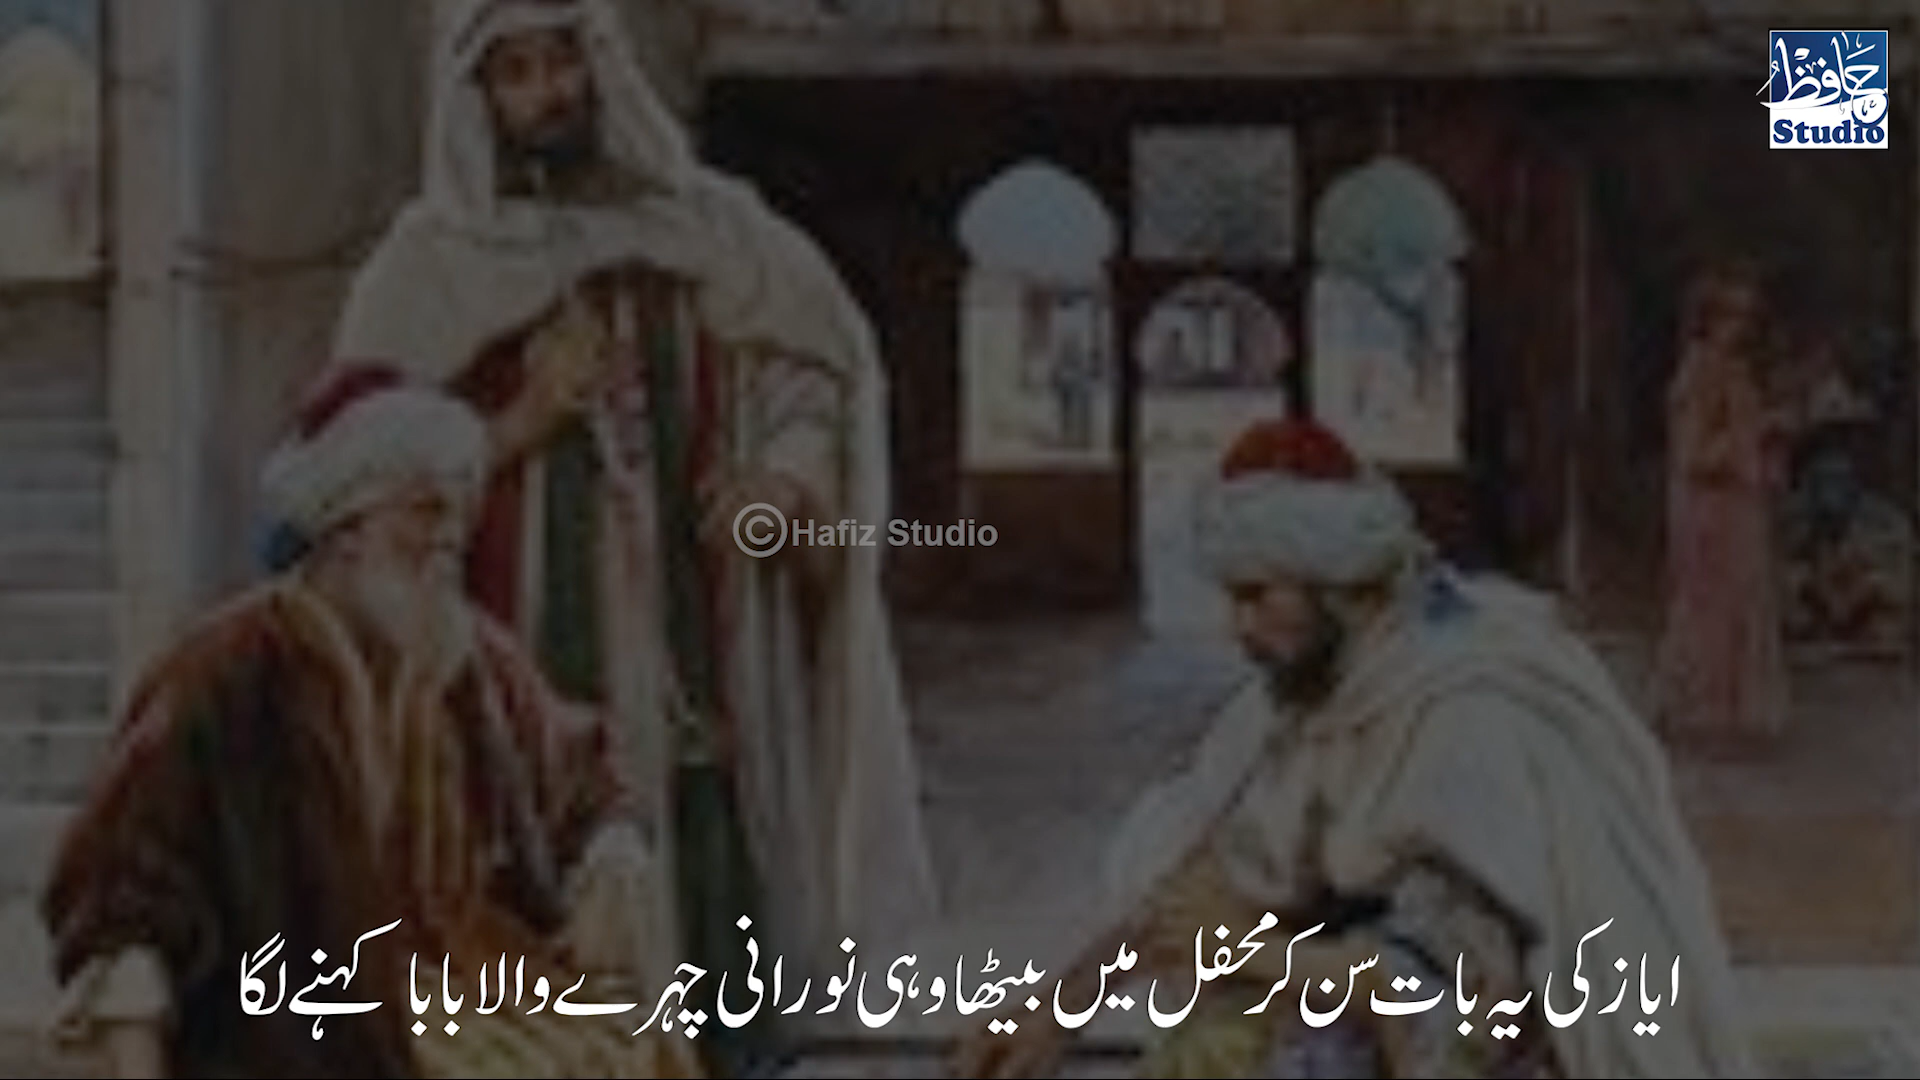 حافظ
Studio
©Hafiz Studio
ایاز کی یہ بات سن کر محفل میں بیٹھا وہی نورانی چہرے والا بابا کہنے لگا